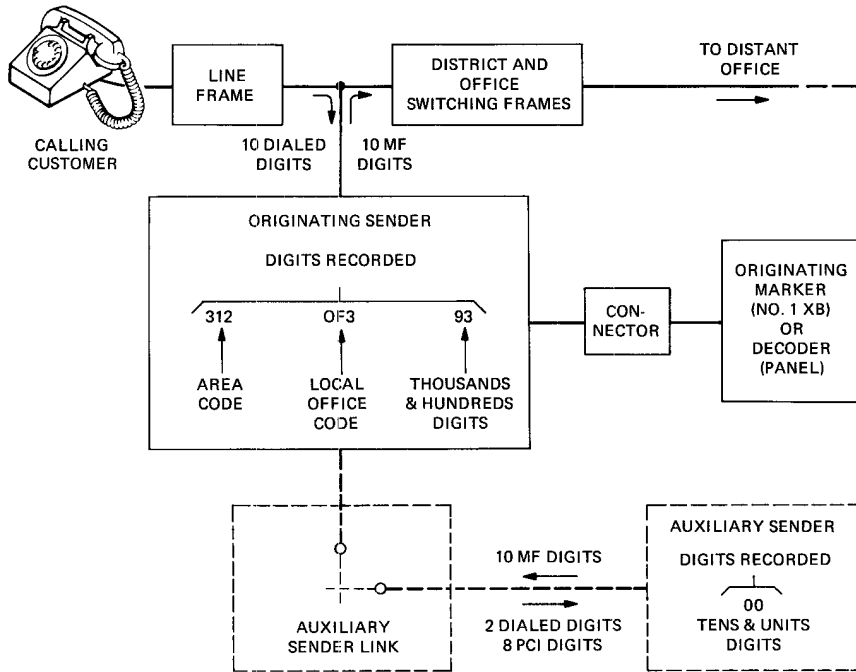 LINE
FRAME
DISTRICT AND
OFFICE
SWITCHING FRAMES
TO DISTANT
OFFICE
CALLING
CUSTOMER
10 DIALED
DIGITS
10 MF
DIGITS
ORIGINATING SENDER
DIGITS RECORDED
312
OF3
93
AREA
CODE
LOCAL
OFFICE
CODE
THOUSANDS
& HUNDREDS
DIGITS
CON-
NECTOR
ORIGINATING
MARKER
(NO. 1 XB)
OR
DECODER
(PANEL)
AUXILIARY
SENDER LINK
10 MF DIGITS
2 DIALED DIGITS
8 PCI DIGITS
AUXILIARY SENDER
DIGITS RECORDED
00
TENS & UNITS
DIGITS